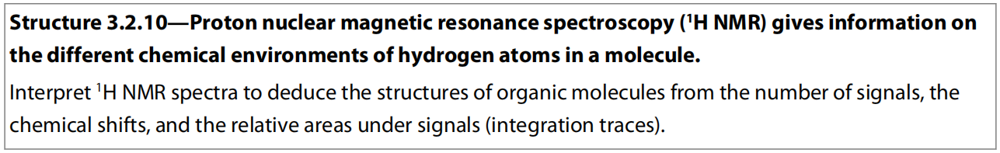 Structure 3.2.10—Proton nuclear magnetic resonance spectroscopy (¹H NMR) gives information on
the different chemical environments of hydrogen atoms in a molecule.
Interpret ¹H NMR spectra to deduce the structures of organic molecules from the number of signals, the
chemical shifts, and the relative areas under signals (integration traces).